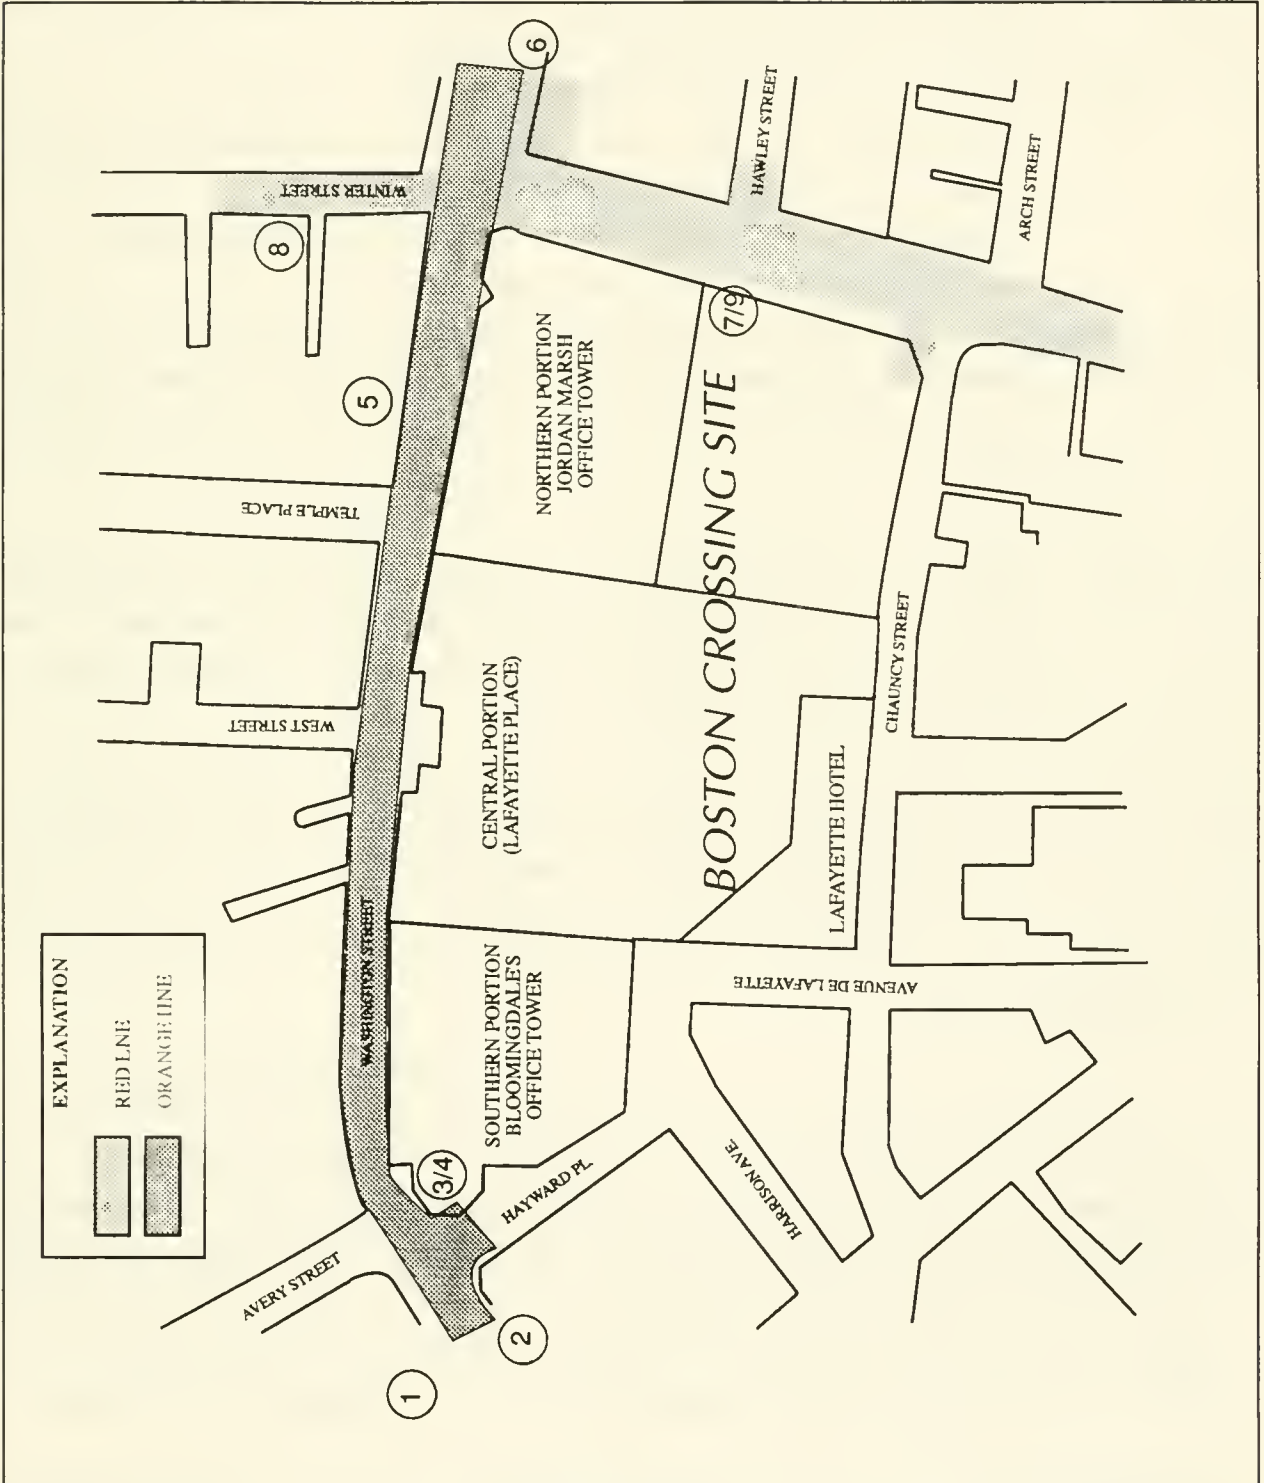 EXPLANATION
RED LNE
ORANGE LINE
6
8
5
7/9
3/4
2
1
WINTER STREET
HAWLEY STREET
ARCH STREET
TEMPLE PLACE
WEST STREET
WASHINGTON STREET
AVERY STREET
HAYWARD PL.
HARRISON AVE.
AVENUE DE LAFAYETTE
CHAUNCY STREET
NORTHERN PORTION
JORDAN MARSH
OFFICE TOWER
CENTRAL PORTION
(LAFAYETTE PLACE)
SOUTHERN PORTION
BLOOMINGDALE'S
OFFICE TOWER
LAFAYETTE HOTEL
BOSTON CROSSING SITE